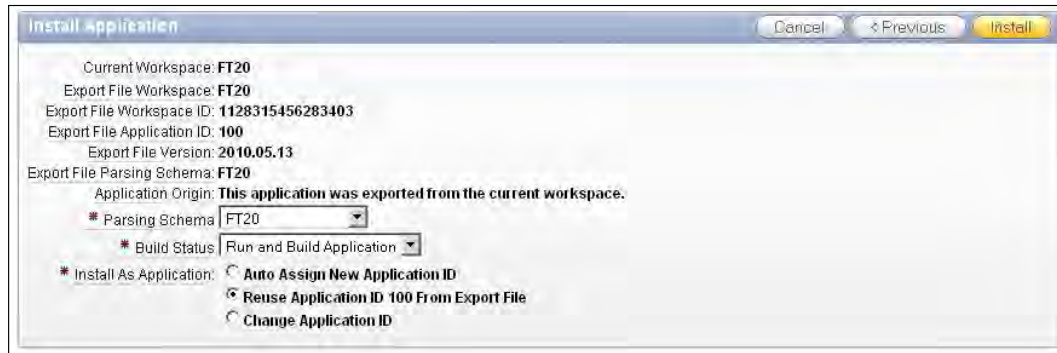 Install Application
Cancel
< Previous
Install
Current Workspace: FT20
Export File Workspace: FT20
Export File Workspace ID: 1128315456283403
Export File Application ID: 100
Export File Version: 2010.05.13
Export File Parsing Schema: FT20
Application Origin: This application was exported from the current workspace.
* Parsing Schema FT20
* Build Status Run and Build Application
* Install As Application: Auto Assign New Application ID
Reuse Application ID 100 From Export File
Change Application ID